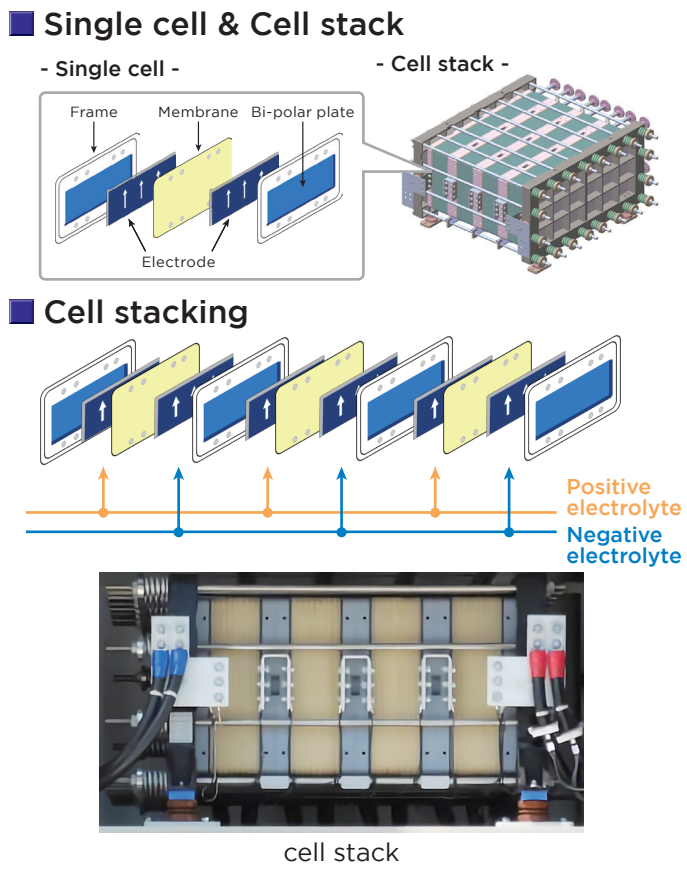 Single cell & Cell stack
- Single cell -
- Cell stack -
Frame
Membrane
Bi-polar plate
Electrode
Cell stacking
Positive
electrolyte
Negative
electrolyte
cell stack